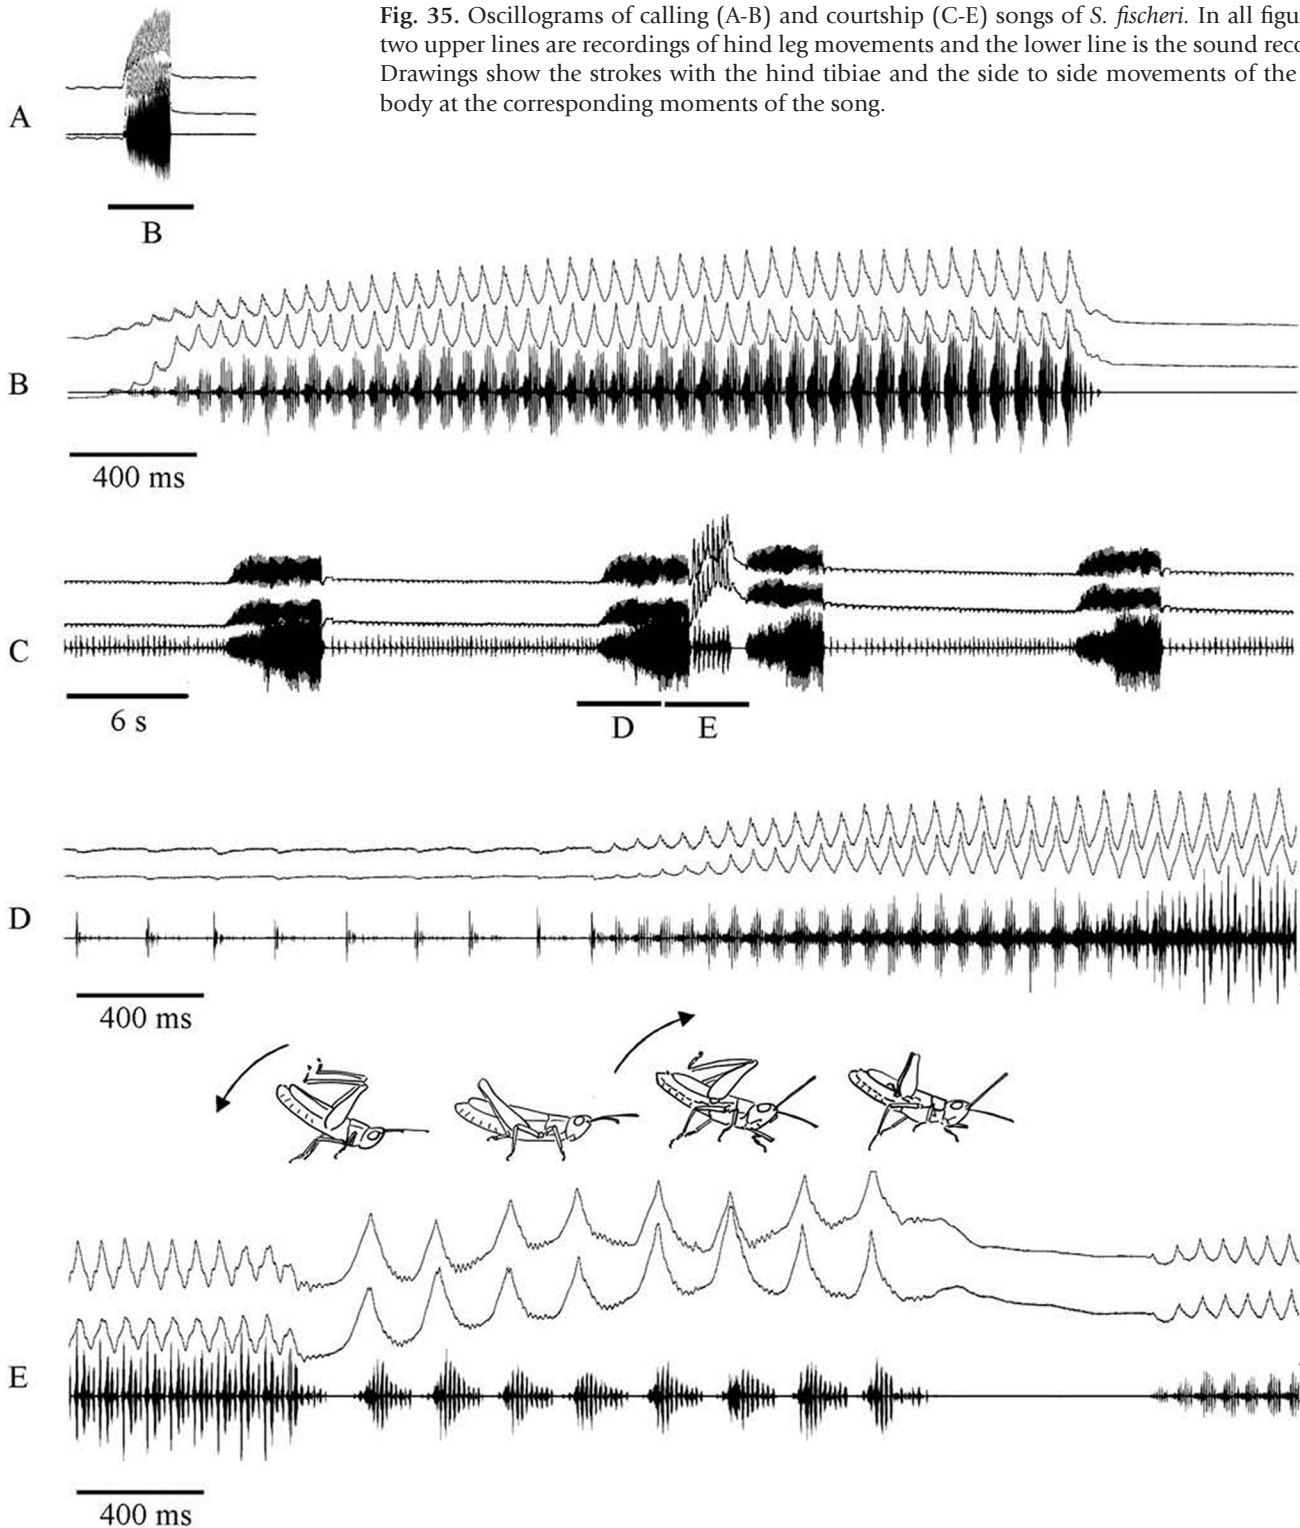 Fig. 35. Oscillograms of calling (A-B) and courtship (C-E) songs of S. fischeri. In all figu
two upper lines are recordings of hind leg movements and the lower line is the sound reco
Drawings show the strokes with the hind tibiae and the side to side movements of the
body at the corresponding moments of the song.
A
B
B
400 ms
C
6 s
D
E
D
400 ms
E
400 ms